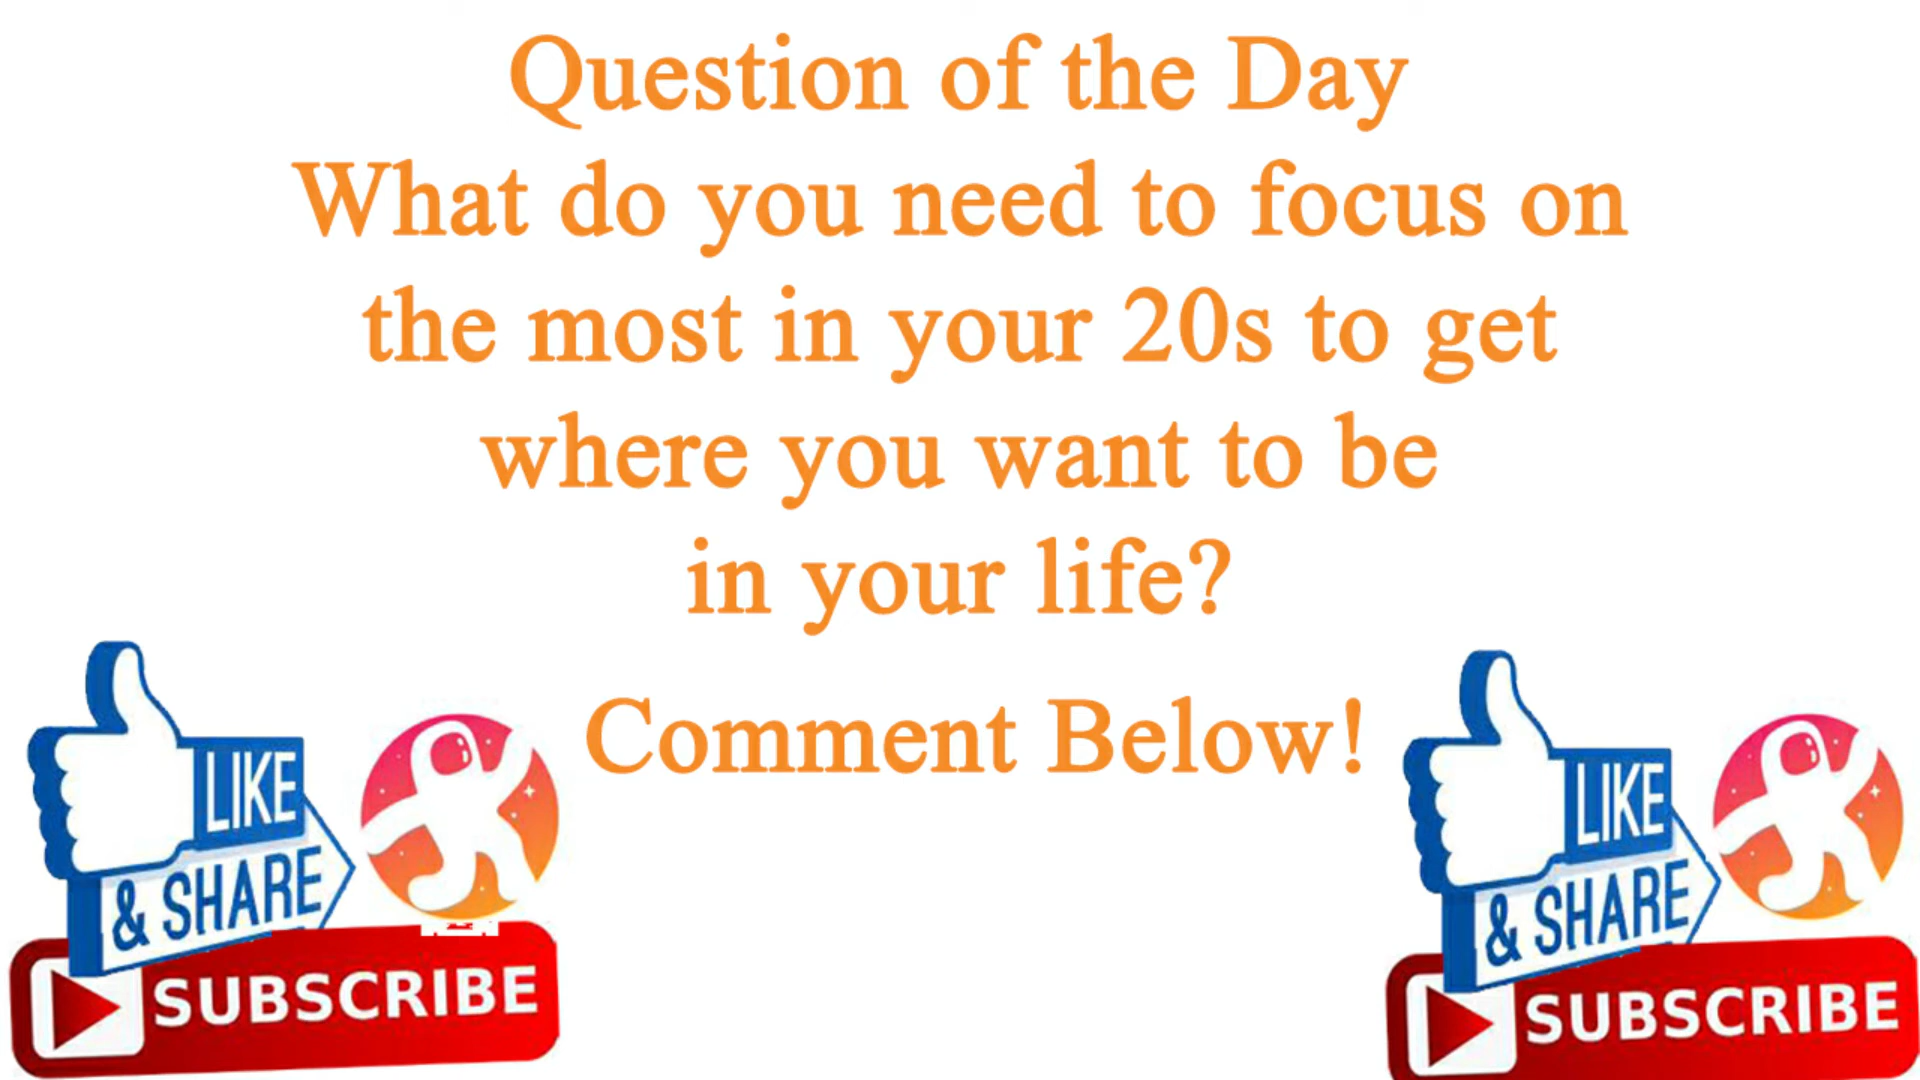 Question of the Day
What do you need to focus on
the most in your 20s to get
where you want to be
in your life?
Comment Below!
LIKE
& SHARE
SUBSCRIBE
LIKE
& SHARE
SUBSCRIBE